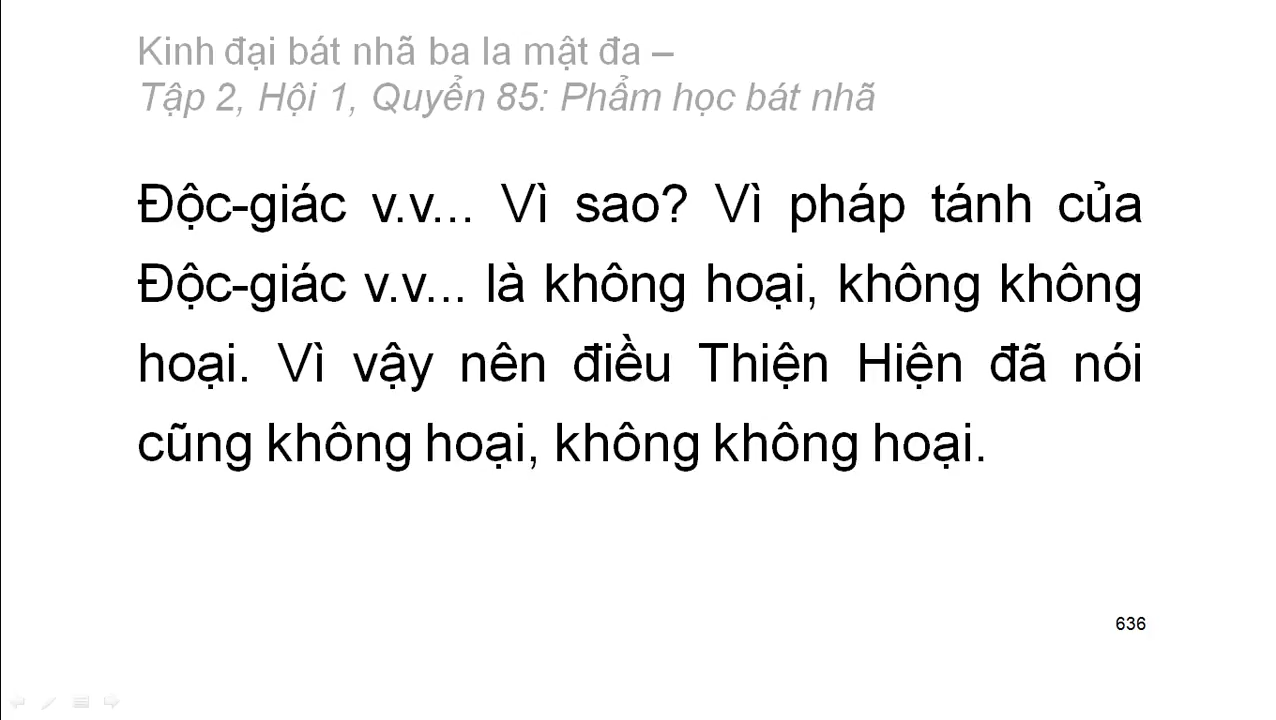 Kinh đại bát nhã ba la mật đa –
Tập 2, Hội 1, Quyển 85: Phẩm học bát nhã
Độc-giác v.v... Vì sao? Vì pháp tánh của
Độc-giác v.v... là không hoại, không không
hoại. Vì vậy nên điều Thiện Hiện đã nói
cũng không hoại, không không hoại.
636